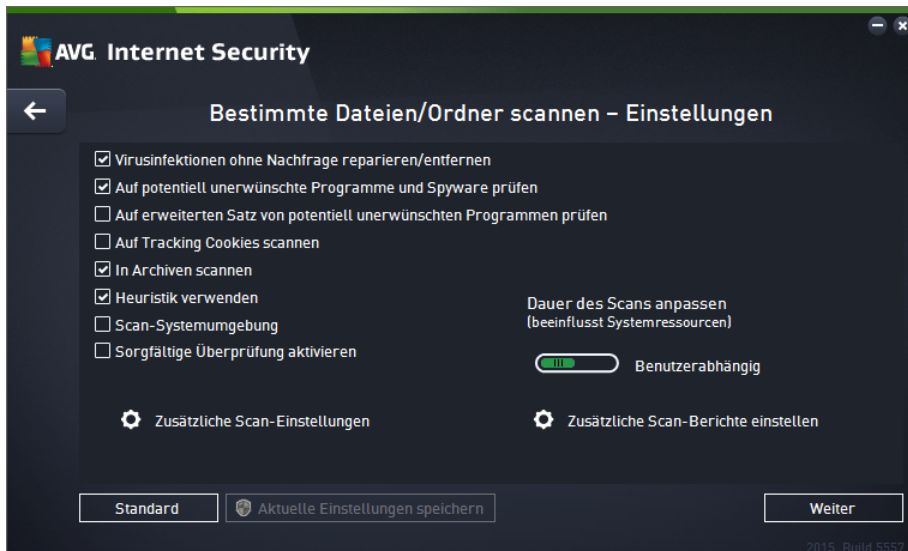 AVG. Internet Security
Bestimmte Dateien/Ordner scannen – Einstellungen
Virusinfektionen ohne Nachfrage reparieren/entfernen
Auf potentiell unerwünschte Programme und Spyware prüfen
Auf erweiterten Satz von potentiell unerwünschten Programmen prüfen
Auf Tracking Cookies scannen
In Archiven scannen
Heuristik verwenden
Scan-Systemumgebung
Sorgfältige Überprüfung aktivieren
Dauer des Scans anpassen
(beeinflusst Systemressourcen)
Benutzerabhängig
Zusätzliche Scan-Einstellungen
Zusätzliche Scan-Berichte einstellen
Standard
Aktuelle Einstellungen speichern
Weiter
2015 Build 5557